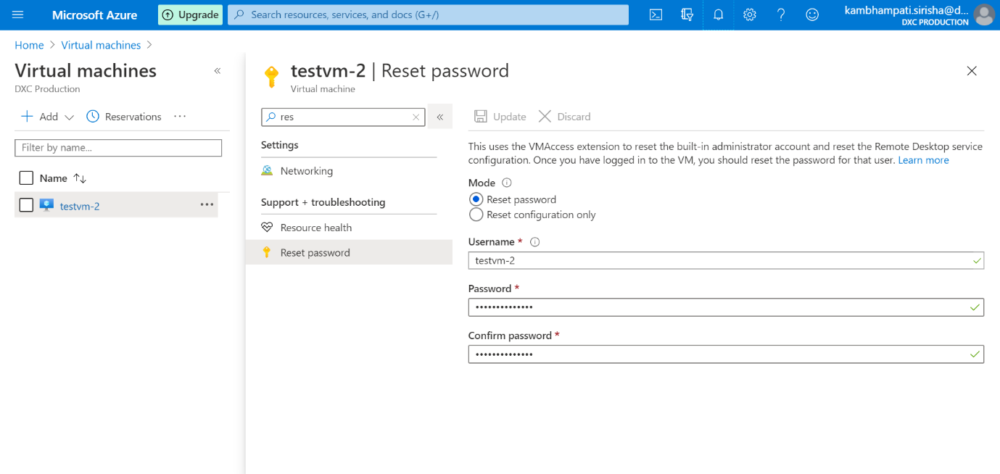 Microsoft Azure
Upgrade
Search resources, services, and docs (G+/)
kambhampati.sirisha@d...
DXC PRODUCTION
Home > Virtual machines >
Virtual machines
«
DXC Production
Add
Reservations
...
Filter by name...
Name ↑↓
testvm-2
...
testvm-2 | Reset password
Virtual machine
res
«
Settings
Networking
Support + troubleshooting
Resource health
Reset password
Update
Discard
This uses the VMAccess extension to reset the built-in administrator account and reset the Remote Desktop service
configuration. Once you have logged in to the VM, you should reset the password for that user. Learn more
Mode
Reset password
Reset configuration only
Username *
testvm-2
Password *
••••••••••••••
Confirm password *
••••••••••••••